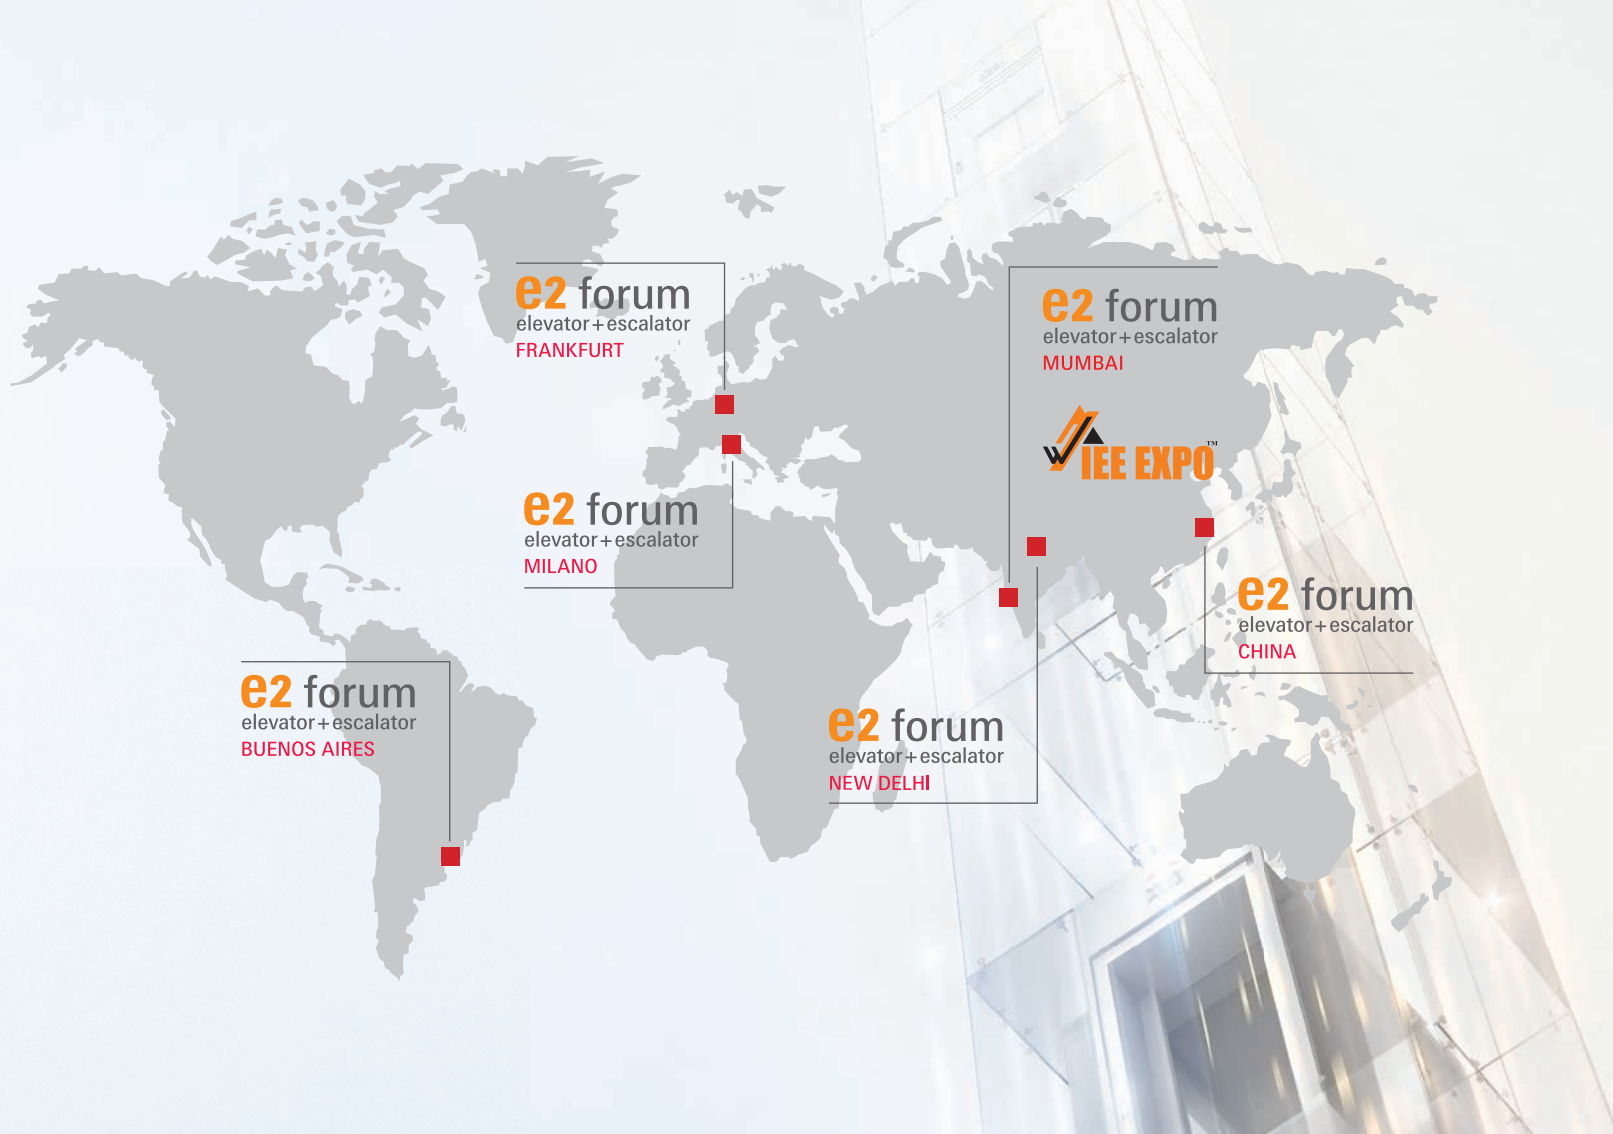 e2 forum
elevator+escalator
FRANKFURT
e2 forum
elevator+escalator
MUMBAI
IEE EXPO™
e2 forum
elevator+escalator
MILANO
e2 forum
elevator+escalator
CHINA
e2 forum
elevator+escalator
BUENOS AIRES
e2 forum
elevator+escalator
NEW DELHI